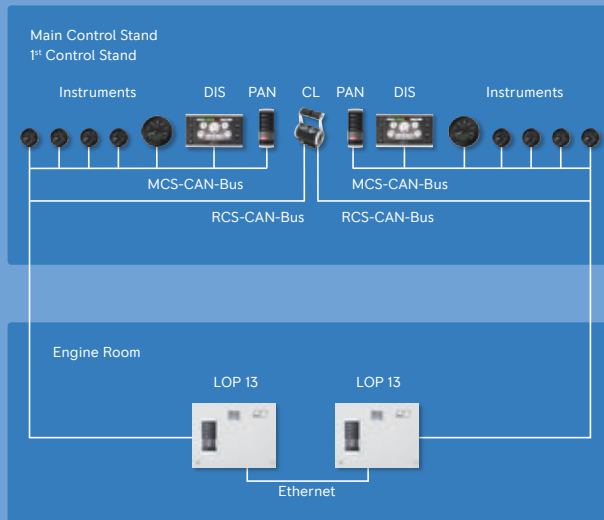 Main Control Stand
1st Control Stand
Instruments DIS PAN CL PAN DIS Instruments
MCS-CAN-Bus MCS-CAN-Bus
RCS-CAN-Bus RCS-CAN-Bus
Engine Room
LOP 13 LOP 13
Ethernet